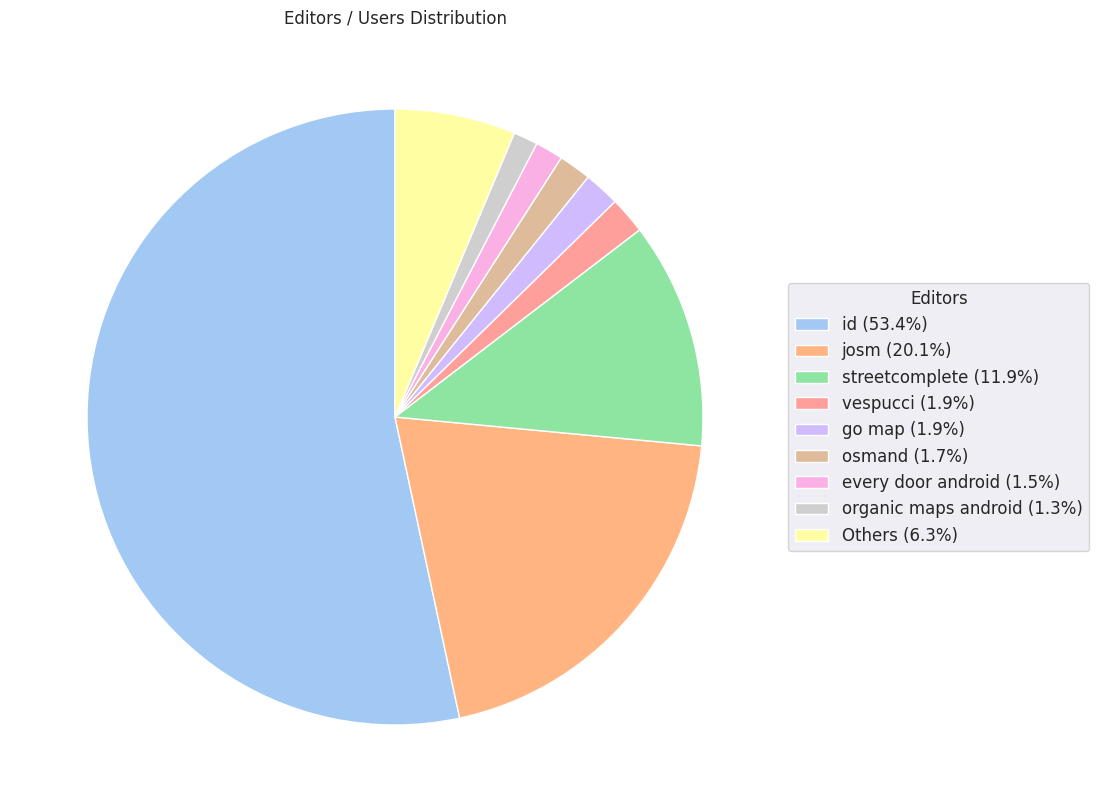 Editors / Users Distribution
Editors
id (53.4%)
josm (20.1%)
streetcomplete (11.9%)
vespucci (1.9%)
go map (1.9%)
osmand (1.7%)
every door android (1.5%)
organic maps android (1.3%)
Others (6.3%)